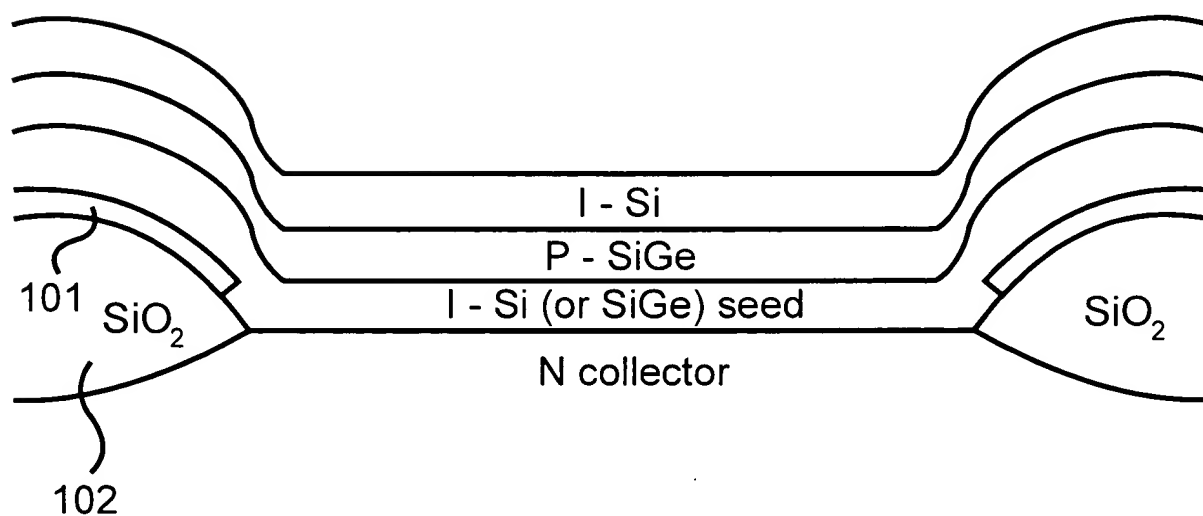 I - Si
P - SiGe
101
I - Si (or SiGe) seed
SiO₂
SiO₂
N collector
102